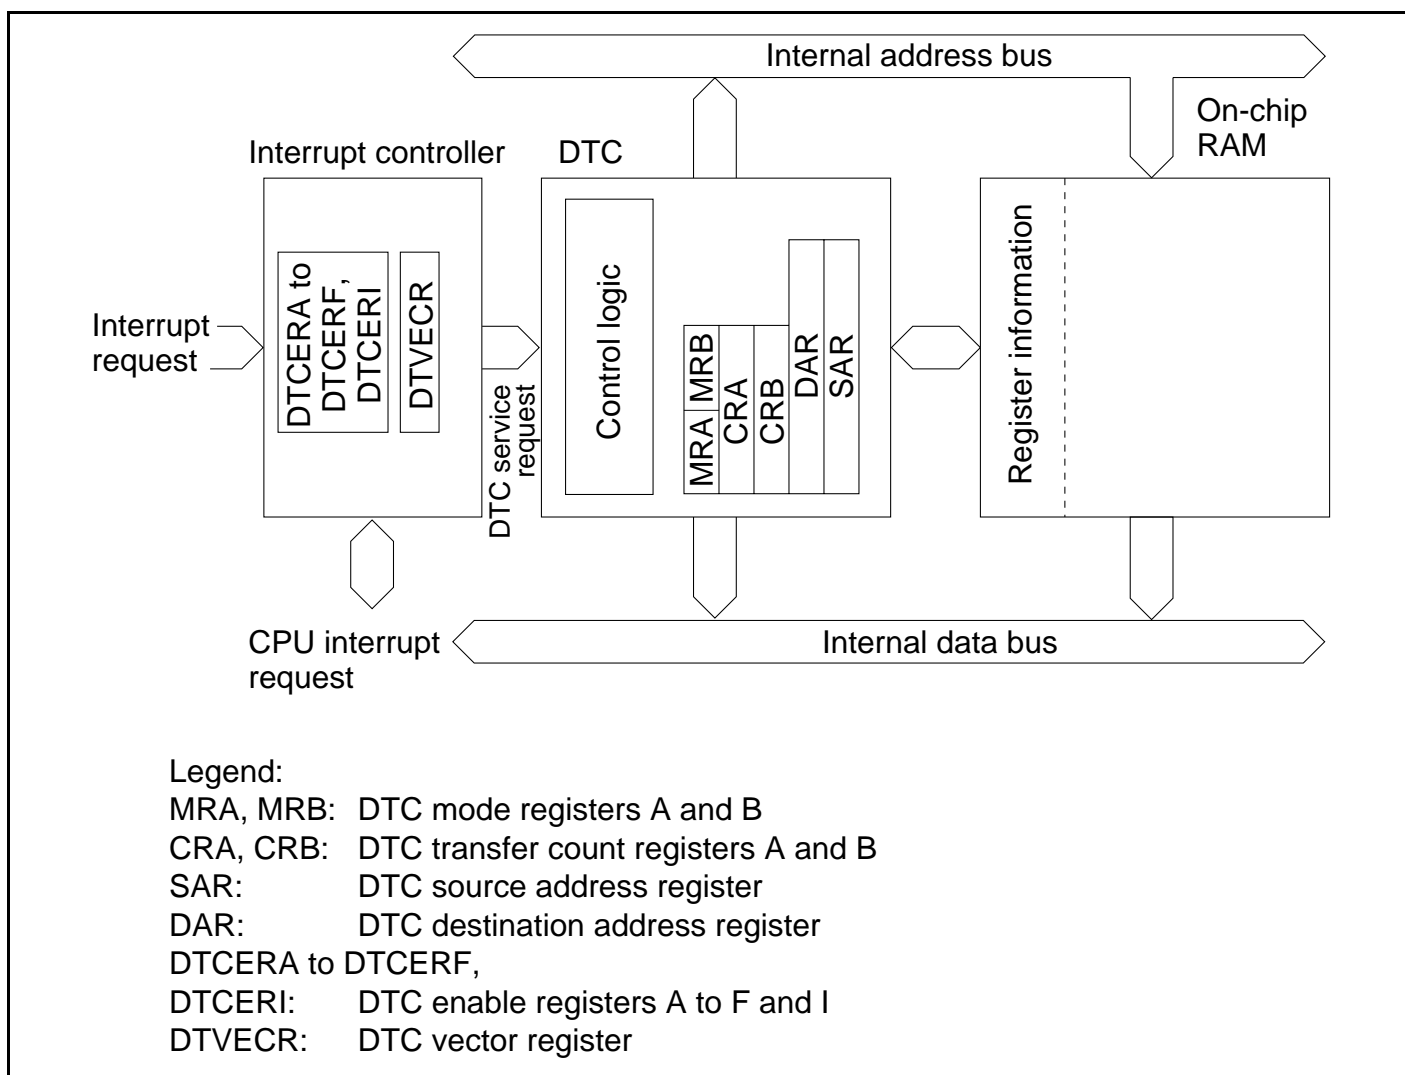 Internal address bus
On-chip
RAM
Interrupt controller
DTC
Interrupt
request
DTCERA to
DTCERF,
DTCERI
DTVECR
DTC service
request
Control logic
MRA
MRB
CRA
CRB
DAR
SAR
Register information
CPU interrupt
request
Internal data bus
Legend:
MRA, MRB: DTC mode registers A and B
CRA, CRB: DTC transfer count registers A and B
SAR: DTC source address register
DAR: DTC destination address register
DTCERA to DTCERF,
DTCERI: DTC enable registers A to F and I
DTVECR: DTC vector register